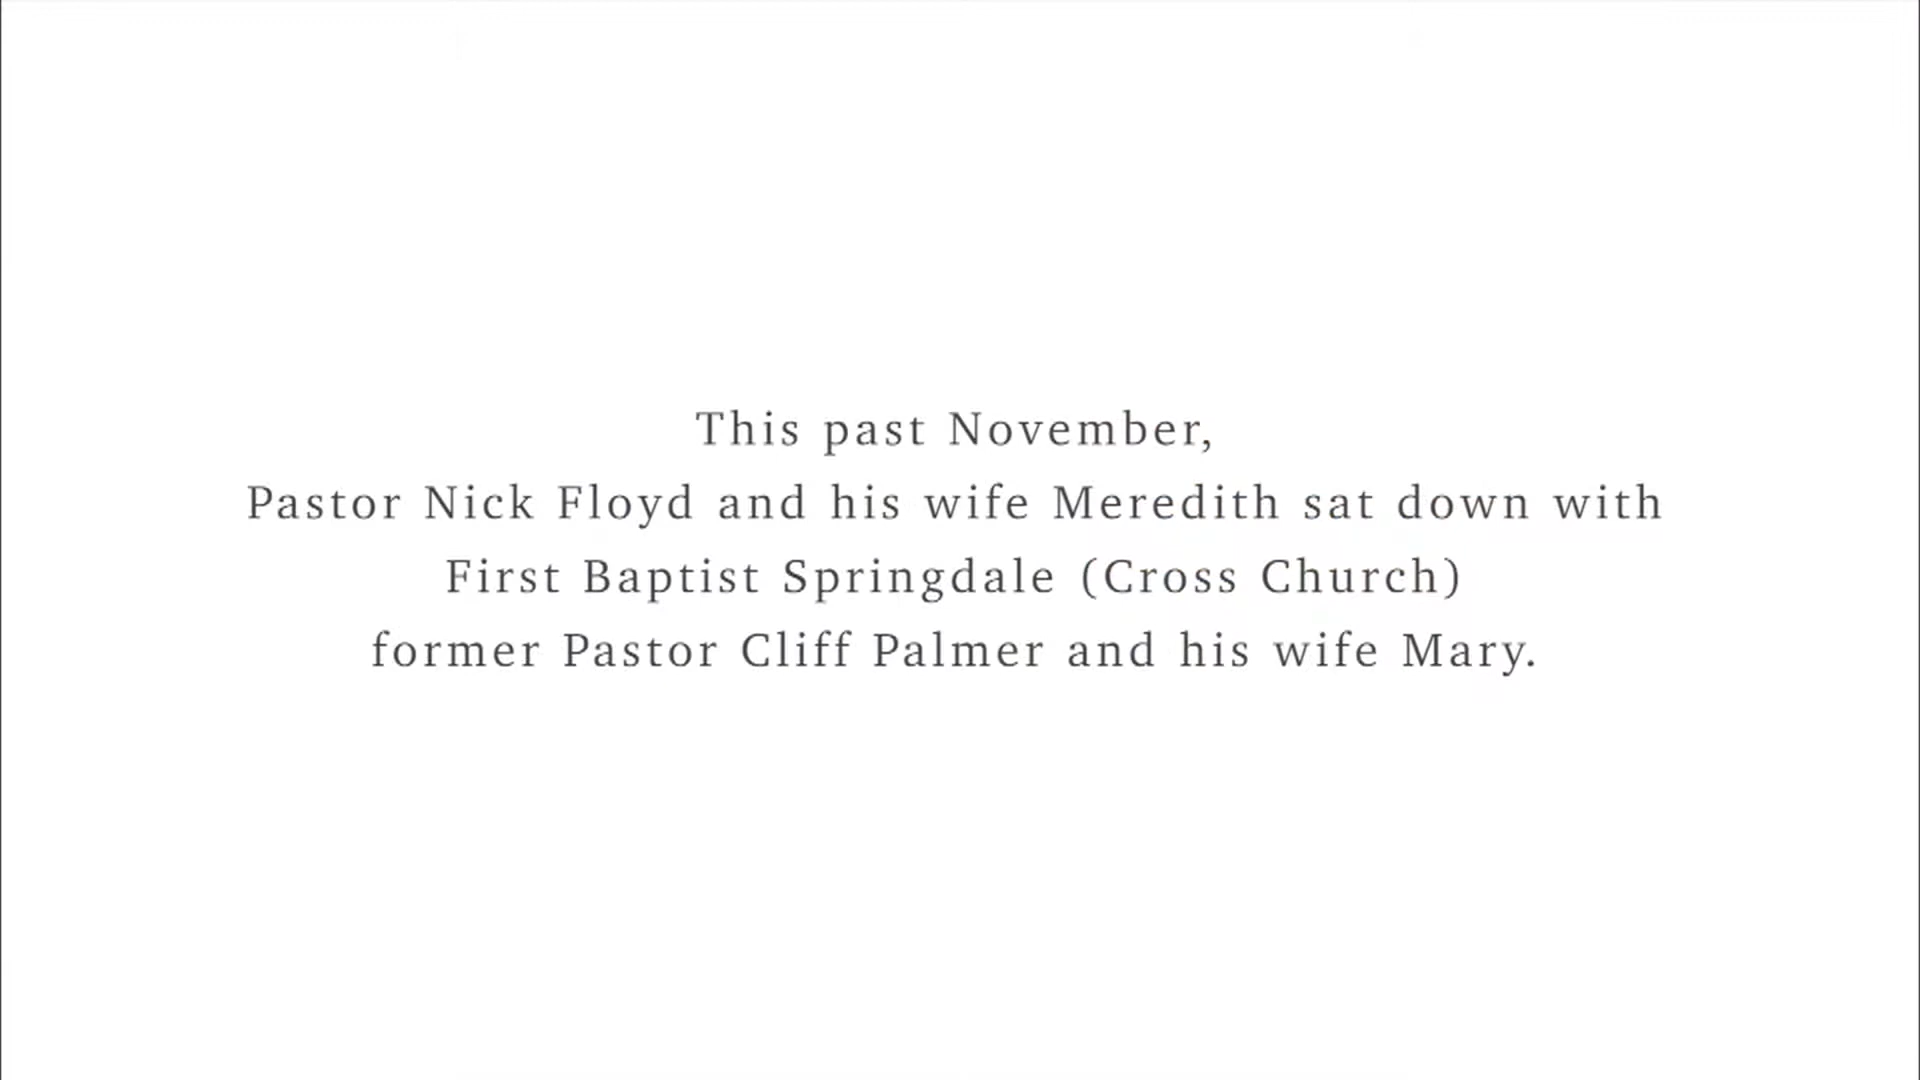 This past November,
Pastor Nick Floyd and his wife Meredith sat down with
First Baptist Springdale (Cross Church)
former Pastor Cliff Palmer and his wife Mary.